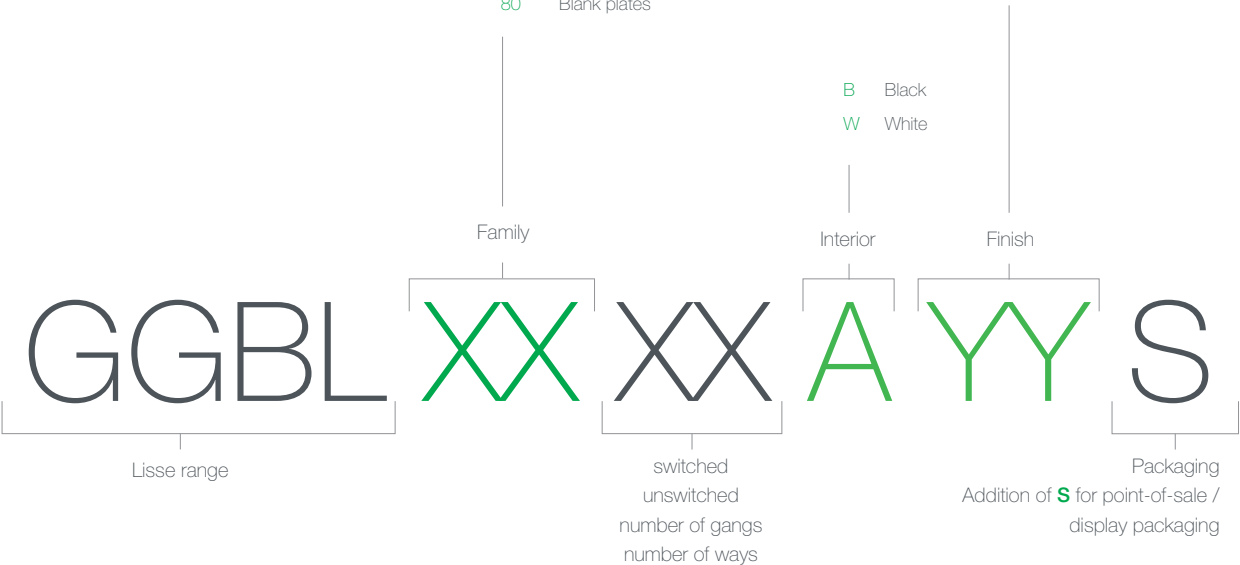 80 Blank plates
B Black
W White
Family
Interior
Finish
GGBL XX XX A YY S
Lisse range
switched
unswitched
number of gangs
number of ways
Packaging
Addition of S for point-of-sale /
display packaging